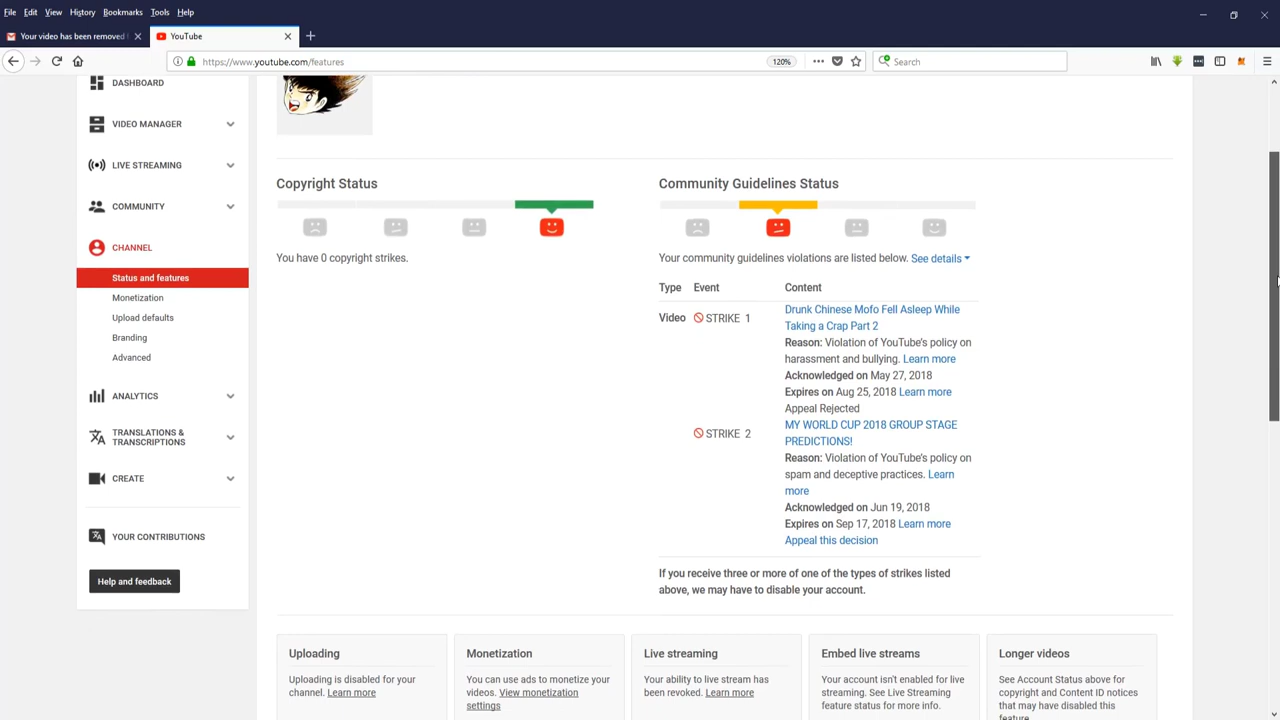 File Edit View History Bookmarks Tools Help
Your video has been removed f
YouTube
https://www.youtube.com/features
120%
Search
DASHBOARD
VIDEO MANAGER
LIVE STREAMING
COMMUNITY
CHANNEL
Status and features
Monetization
Upload defaults
Branding
Advanced
ANALYTICS
TRANSLATIONS &
TRANSCRIPTIONS
CREATE
YOUR CONTRIBUTIONS
Help and feedback
Copyright Status
You have 0 copyright strikes.
Community Guidelines Status
Your community guidelines violations are listed below. See details
Type Event Content
Video STRIKE 1
Drunk Chinese Mofo Fell Asleep While
Taking a Crap Part 2
Reason: Violation of YouTube's policy on
harassment and bullying. Learn more
Acknowledged on May 27, 2018
Expires on Aug 25, 2018 Learn more
Appeal Rejected
STRIKE 2
MY WORLD CUP 2018 GROUP STAGE
PREDICTIONS!
Reason: Violation of YouTube's policy on
spam and deceptive practices. Learn
more
Acknowledged on Jun 19, 2018
Expires on Sep 17, 2018 Learn more
Appeal this decision
If you receive three or more of one of the types of strikes listed
above, we may have to disable your account.
Uploading
Uploading is disabled for your
channel. Learn more
Monetization
You can use ads to monetize your
videos. View monetization
settings
Live streaming
Your ability to live stream has
been revoked. Learn more
Embed live streams
Your account isn't enabled for live
streaming. See Live Streaming
feature status for more info.
Longer videos
See Account Status above for
copyright and Content ID notices
that may have disabled this
feature.